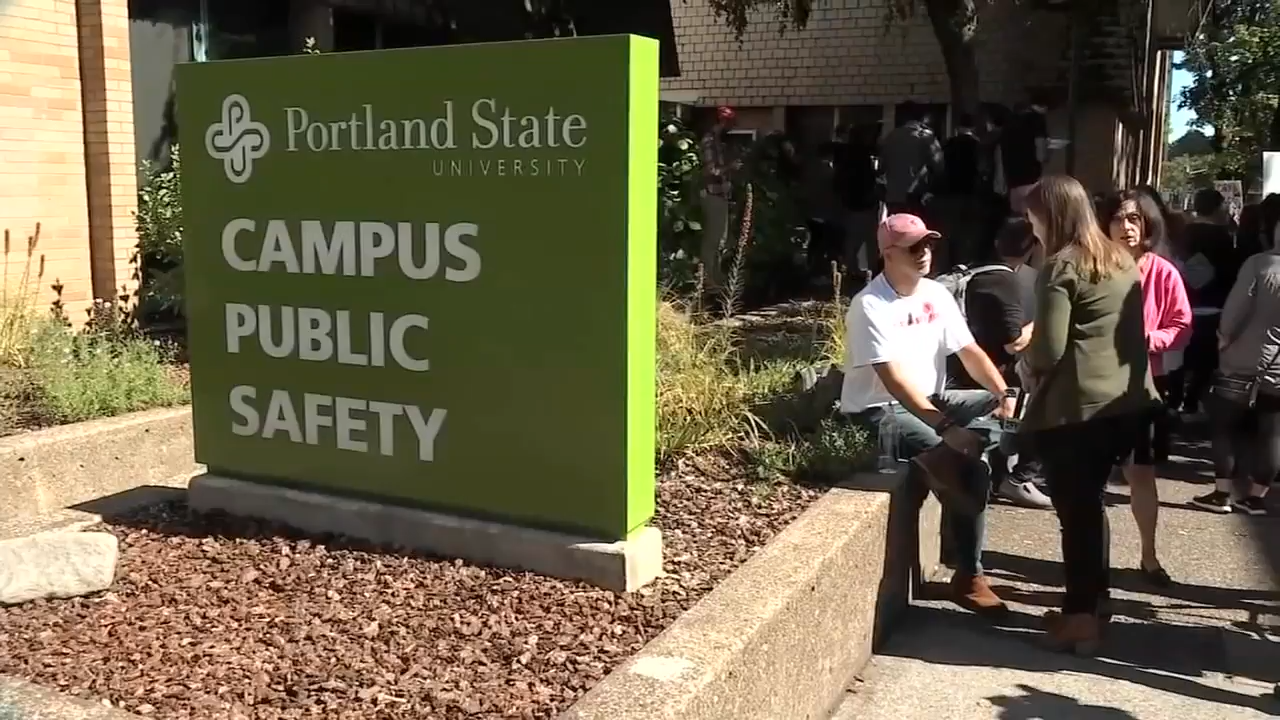 Portland State
UNIVERSITY
CAMPUS
PUBLIC
SAFETY